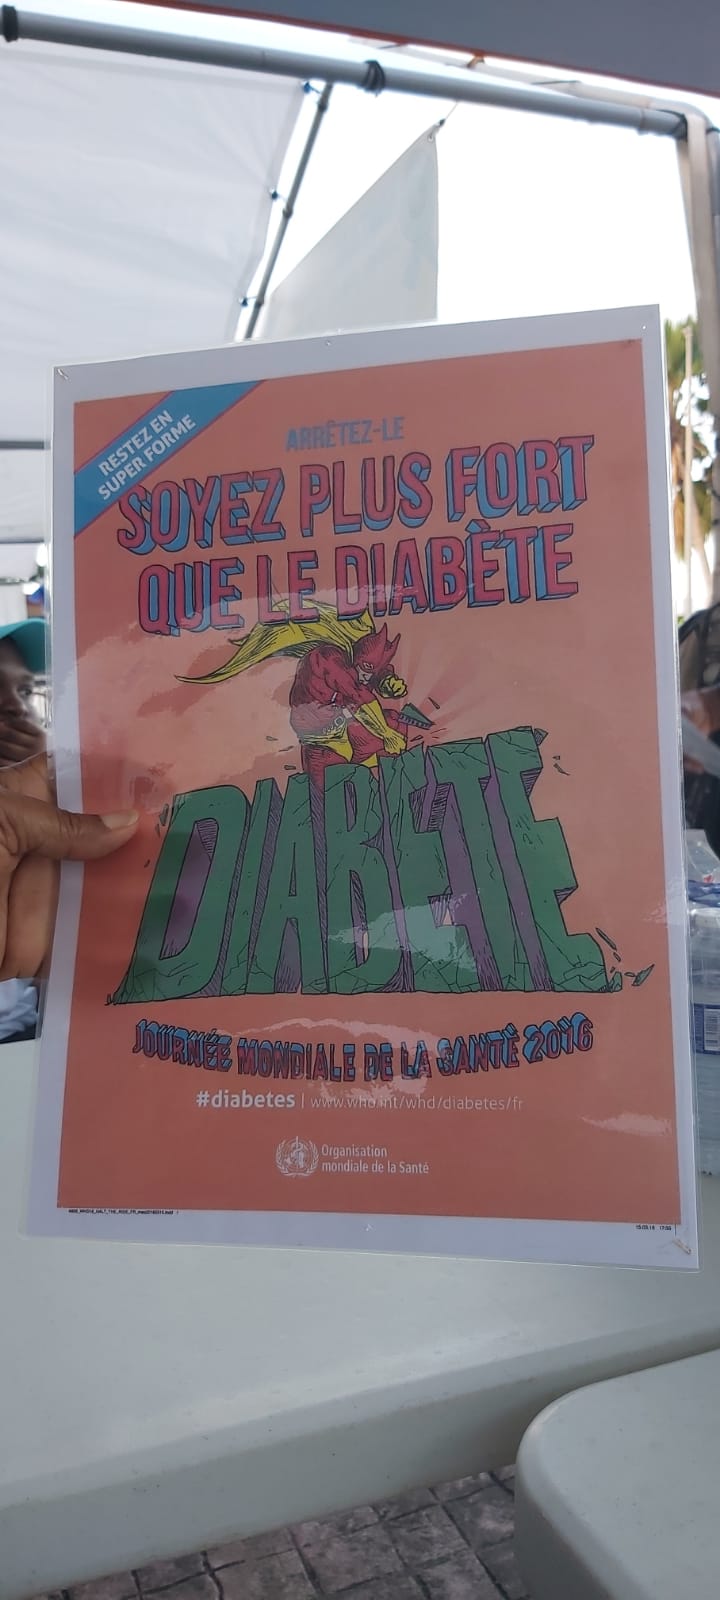 RESTEZ EN
SUPER FORME
ARRÊTEZ-LE
SOYEZ PLUS FORT
QUE LE DIABÈTE
DIABETE
JOURNÉE MONDIALE DE LA SANTÉ 2016
#diabetes | www.who.int/whd/diabetes/fr
Organisation
mondiale de la Santé